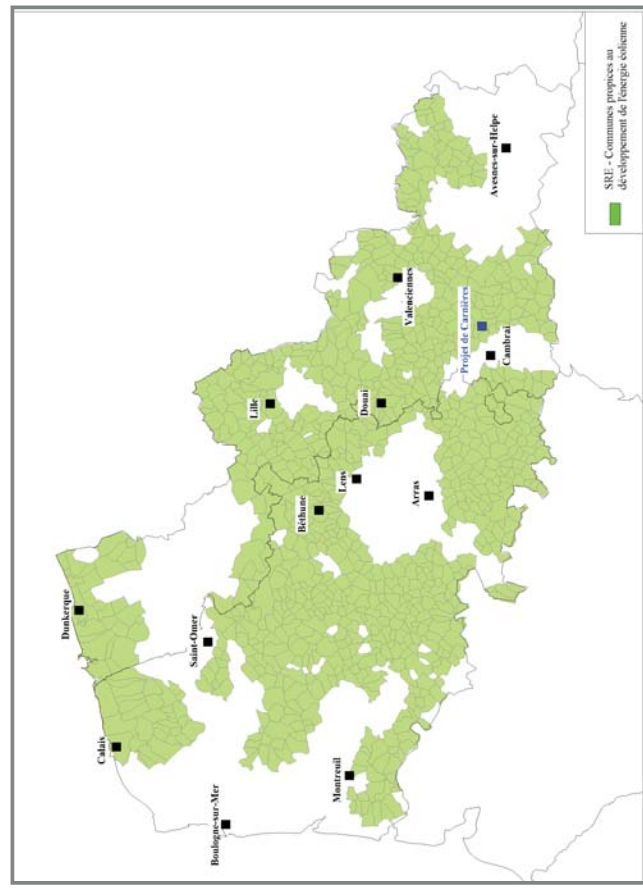 Dunkerque
Calais
Saint-Omer
Boulogne-sur-Mer
Lille
Béthune
Lens
Montreuil
Douai
Arras
Valenciennes
Projet de Carnières
Cambrai
Avesnes-sur-Helpe
SRE - Communes propices au
développement de l'énergie éolienne